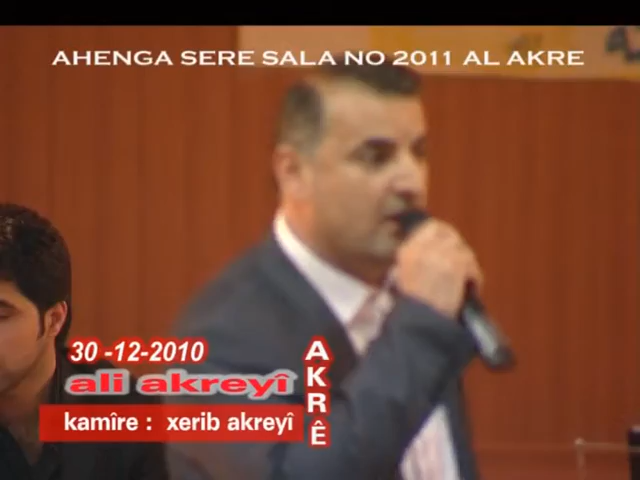 AHENGA SERE SALA NO 2011 AL AKRE
30 -12-2010
ali akreyî
kamîre : xerib akreyî
AKRÊ